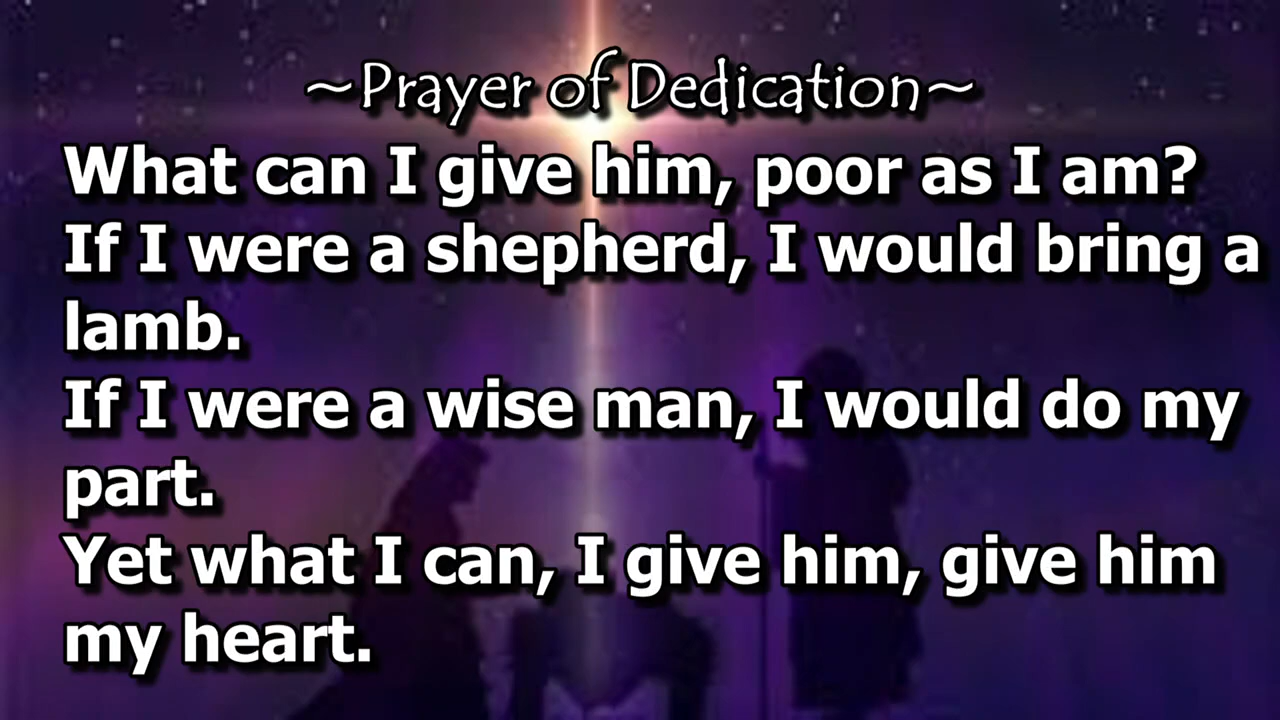 ~Prayer of Dedication~
What can I give him, poor as I am?
If I were a shepherd, I would bring a
lamb.
If I were a wise man, I would do my
part.
Yet what I can, I give him, give him
my heart.